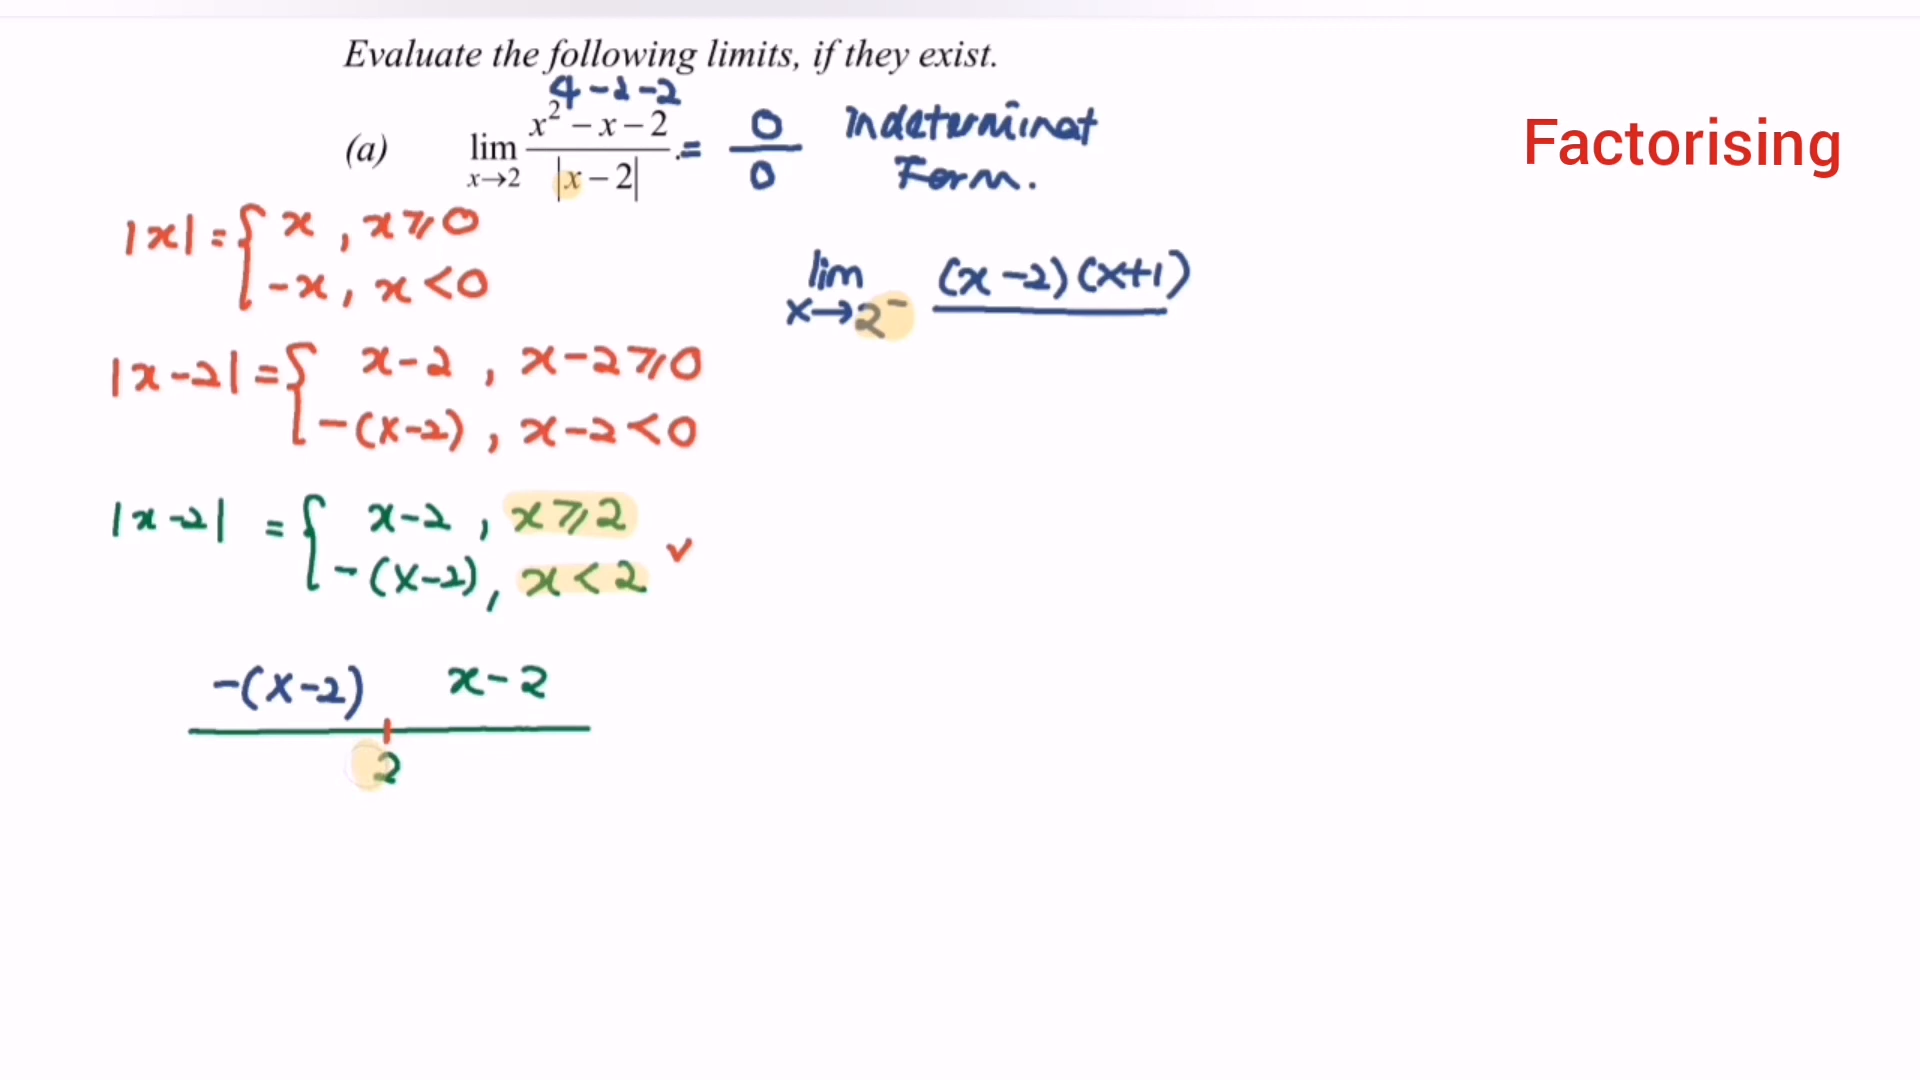 Evaluate the following limits, if they exist.
4 - 2 - 2
(a) lim x→2 x² - x - 2 / |x - 2| . = 0 / 0 Indeterminat Form.
Factorising
|x| = { x , x ⩾ 0
-x , x < 0
lim x→2⁻ (x-2)(x+1)
|x-2| = { x-2 , x-2 ⩾ 0
-(x-2) , x-2 < 0
|x-2| = { x-2 , x ⩾ 2
-(x-2) , x < 2 ✓
-(x-2) x-2
2